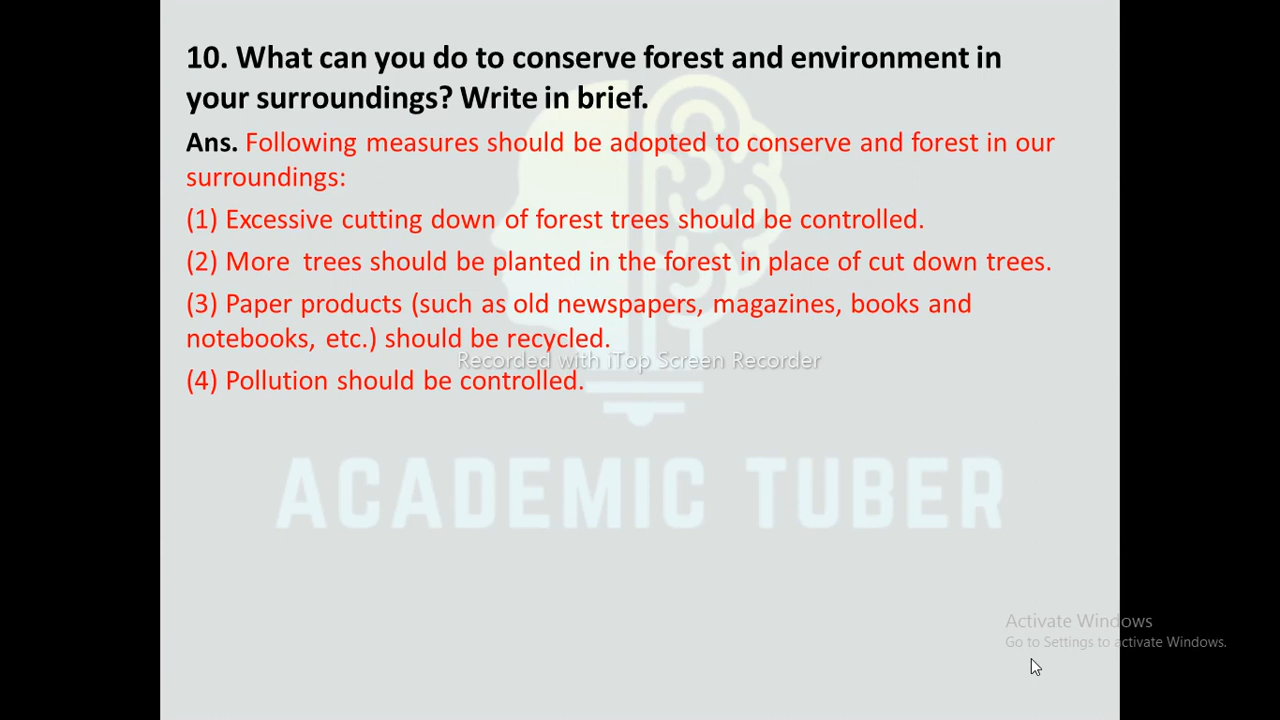 10. What can you do to conserve forest and environment in
your surroundings? Write in brief.
Ans. Following measures should be adopted to conserve and forest in our
surroundings:
(1) Excessive cutting down of forest trees should be controlled.
(2) More trees should be planted in the forest in place of cut down trees.
(3) Paper products (such as old newspapers, magazines, books and
notebooks, etc.) should be recycled.
Recorded with iTop Screen Recorder
(4) Pollution should be controlled.
ACADEMIC TUBER
Activate Windows
Go to Settings to activate Windows.